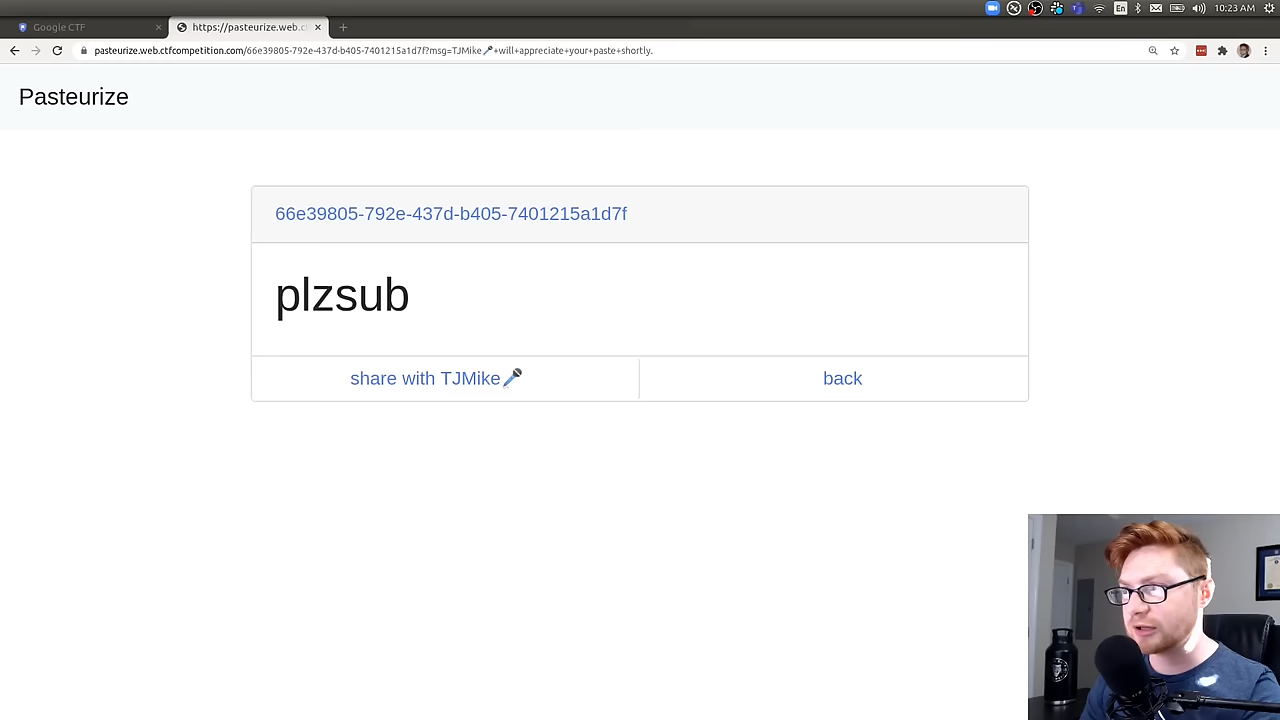 10:23 AM
En
Google CTF
https://pasteurize.web.c
pasteurize.web.ctfcompetition.com/66e39805-792e-437d-b405-7401215a1d7f?msg=TJMike🎤+will+appreciate+your+paste+shortly.
Pasteurize
66e39805-792e-437d-b405-7401215a1d7f
plzsub
share with TJMike🎤
back